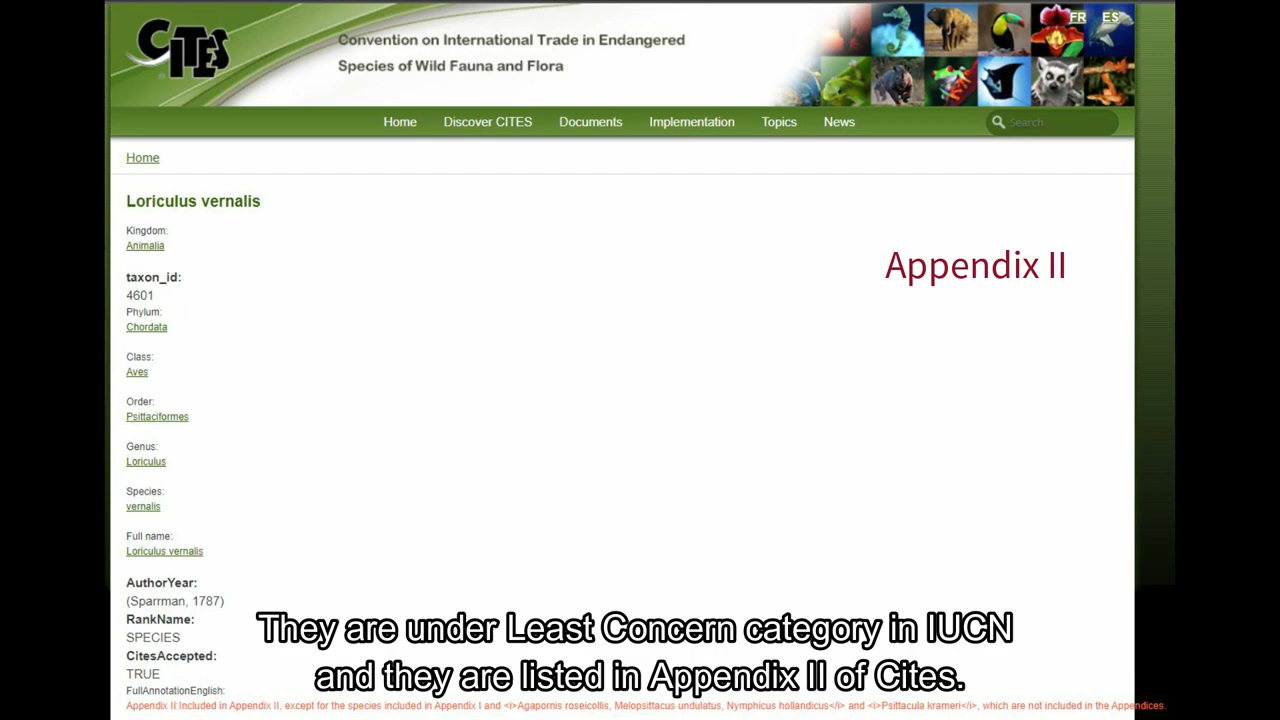 CITES
®
Convention on International Trade in Endangered
Species of Wild Fauna and Flora
FR ES
Home Discover CITES Documents Implementation Topics News Search
Home
Loriculus vernalis
Kingdom:
Animalia
Appendix II
taxon_id:
4601
Phylum:
Chordata
Class:
Aves
Order:
Psittaciformes
Genus:
Loriculus
Species:
vernalis
Full name:
Loriculus vernalis
AuthorYear:
(Sparrman, 1787)
RankName:
SPECIES
CitesAccepted:
TRUE
FullAnnotationEnglish:
They are under Least Concern category in IUCN
and they are listed in Appendix II of Cites.
Appendix II:Included in Appendix II, except for the species included in Appendix I and <i>Agapornis roseicollis, Melopsittacus undulatus, Nymphicus hollandicus</i> and <i>Psittacula krameri</i>, which are not included in the Appendices.